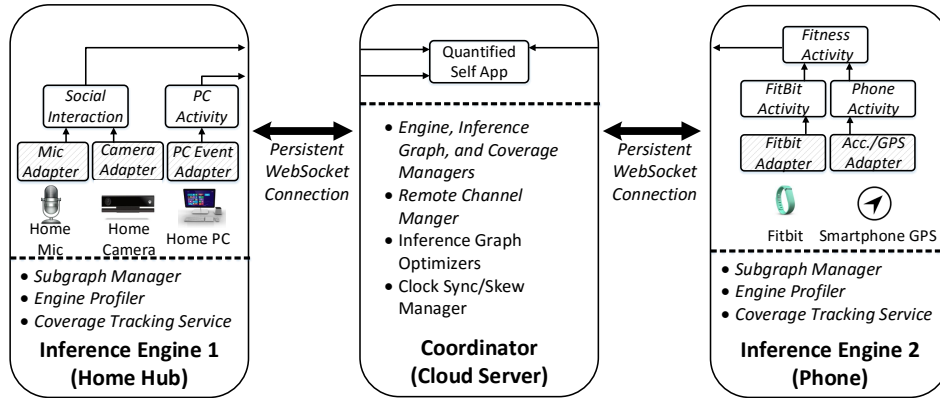 Social
Interaction
PC
Activity
Mic
Adapter
Camera
Adapter
PC Event
Adapter
Home
Mic
Home
Camera
Home PC
• Subgraph Manager
• Engine Profiler
• Coverage Tracking Service
Inference Engine 1
(Home Hub)
Persistent
WebSocket
Connection
Quantified
Self App
• Engine, Inference
Graph, and Coverage
Managers
• Remote Channel
Manger
• Inference Graph
Optimizers
• Clock Sync/Skew
Manager
Coordinator
(Cloud Server)
Persistent
WebSocket
Connection
Fitness
Activity
FitBit
Activity
Phone
Activity
Fitbit
Adapter
Acc./GPS
Adapter
Fitbit
Smartphone GPS
• Subgraph Manager
• Engine Profiler
• Coverage Tracking Service
Inference Engine 2
(Phone)